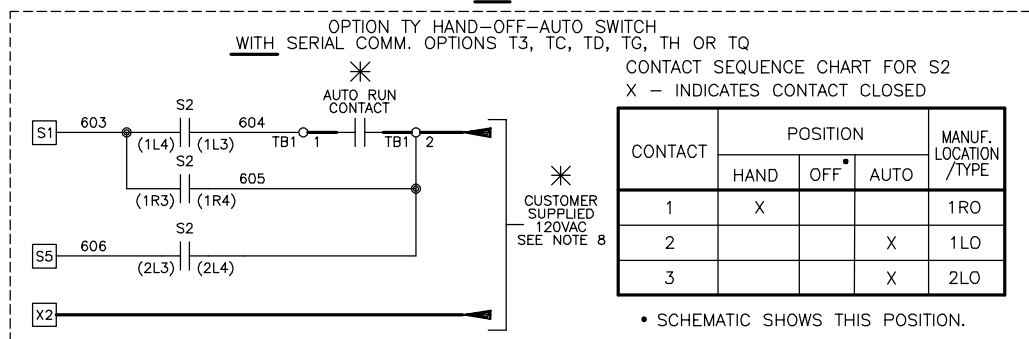 OPTION TY HAND-OFF-AUTO SWITCH
WITH SERIAL COMM. OPTIONS T3, TC, TD, TG, TH OR TQ
AUTO RUN
CONTACT
S1
603
S2
(1L4)
(1L3)
604
TB1
1
TB1
2
S2
(1R3)
(1R4)
605
S5
606
S2
(2L3)
(2L4)
X2
CUSTOMER
SUPPLIED
120VAC
SEE NOTE 8
CONTACT SEQUENCE CHART FOR S2
X - INDICATES CONTACT CLOSED
CONTACT POSITION MANUF. LOCATION /TYPE
HAND OFF• AUTO
1 X 1RO
2 X 1LO
3 X 2LO
• SCHEMATIC SHOWS THIS POSITION.